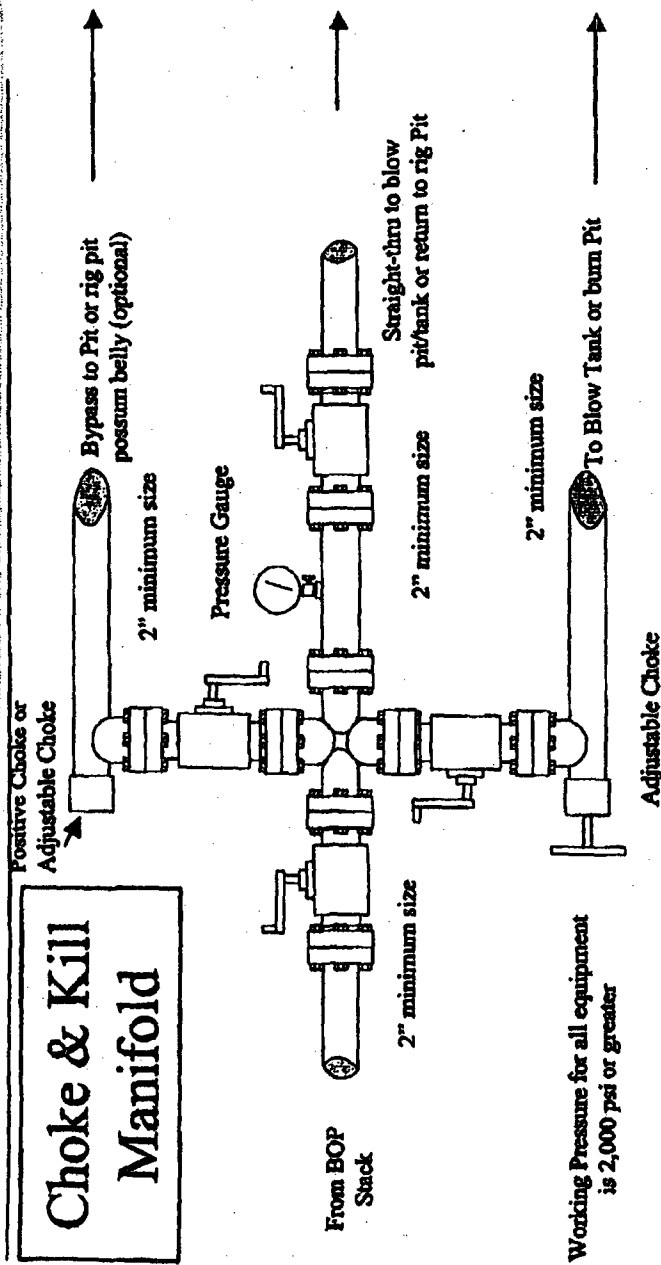 Choke & Kill
Manifold
Positive Choke or
Adjustable Choke
Bypass to Pit or rig pit
possum belly (optional)
2" minimum size
Pressure Gauge
Straight-thru to blow
pit/tank or return to rig Pit
2" minimum size
From BOP
Stack
2" minimum size
2" minimum size
To Blow Tank or burn Pit
Adjustable Choke
Working Pressure for all equipment
is 2,000 psi or greater